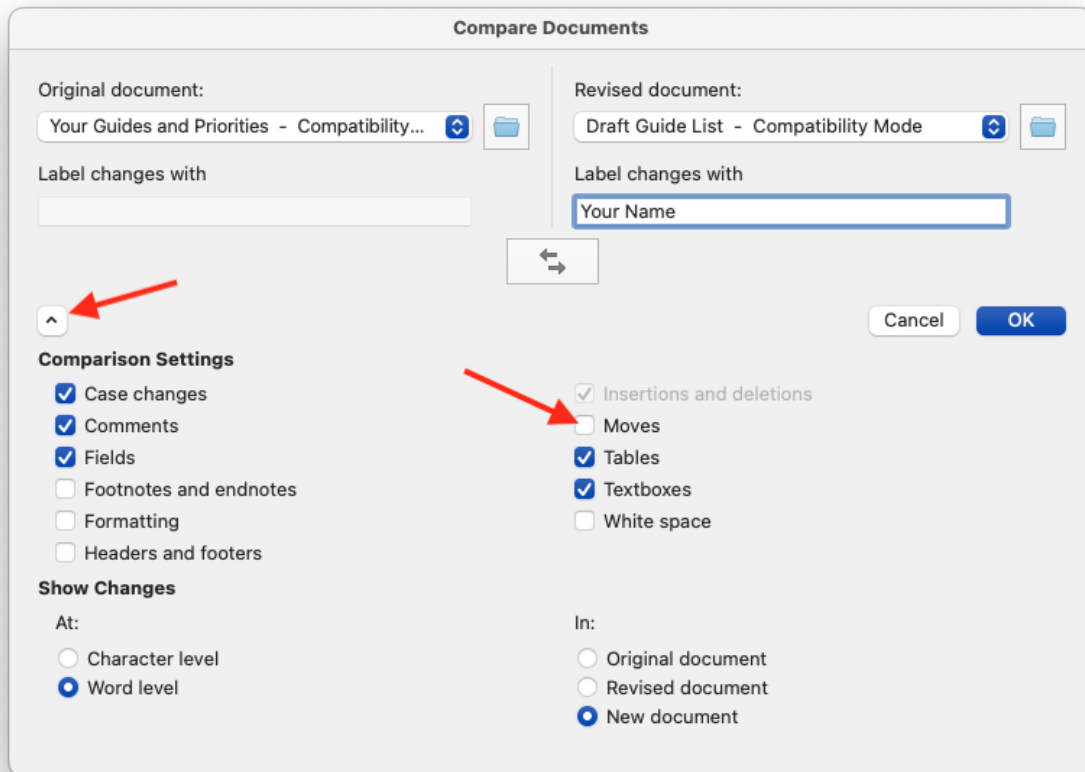 Compare Documents
Original document:
Revised document:
Your Guides and Priorities - Compatibility...
Draft Guide List - Compatibility Mode
Label changes with
Label changes with
Your Name
Cancel
OK
Comparison Settings
Case changes
Insertions and deletions
Comments
Moves
Fields
Tables
Footnotes and endnotes
Textboxes
Formatting
White space
Headers and footers
Show Changes
At:
In:
Character level
Original document
Word level
Revised document
New document